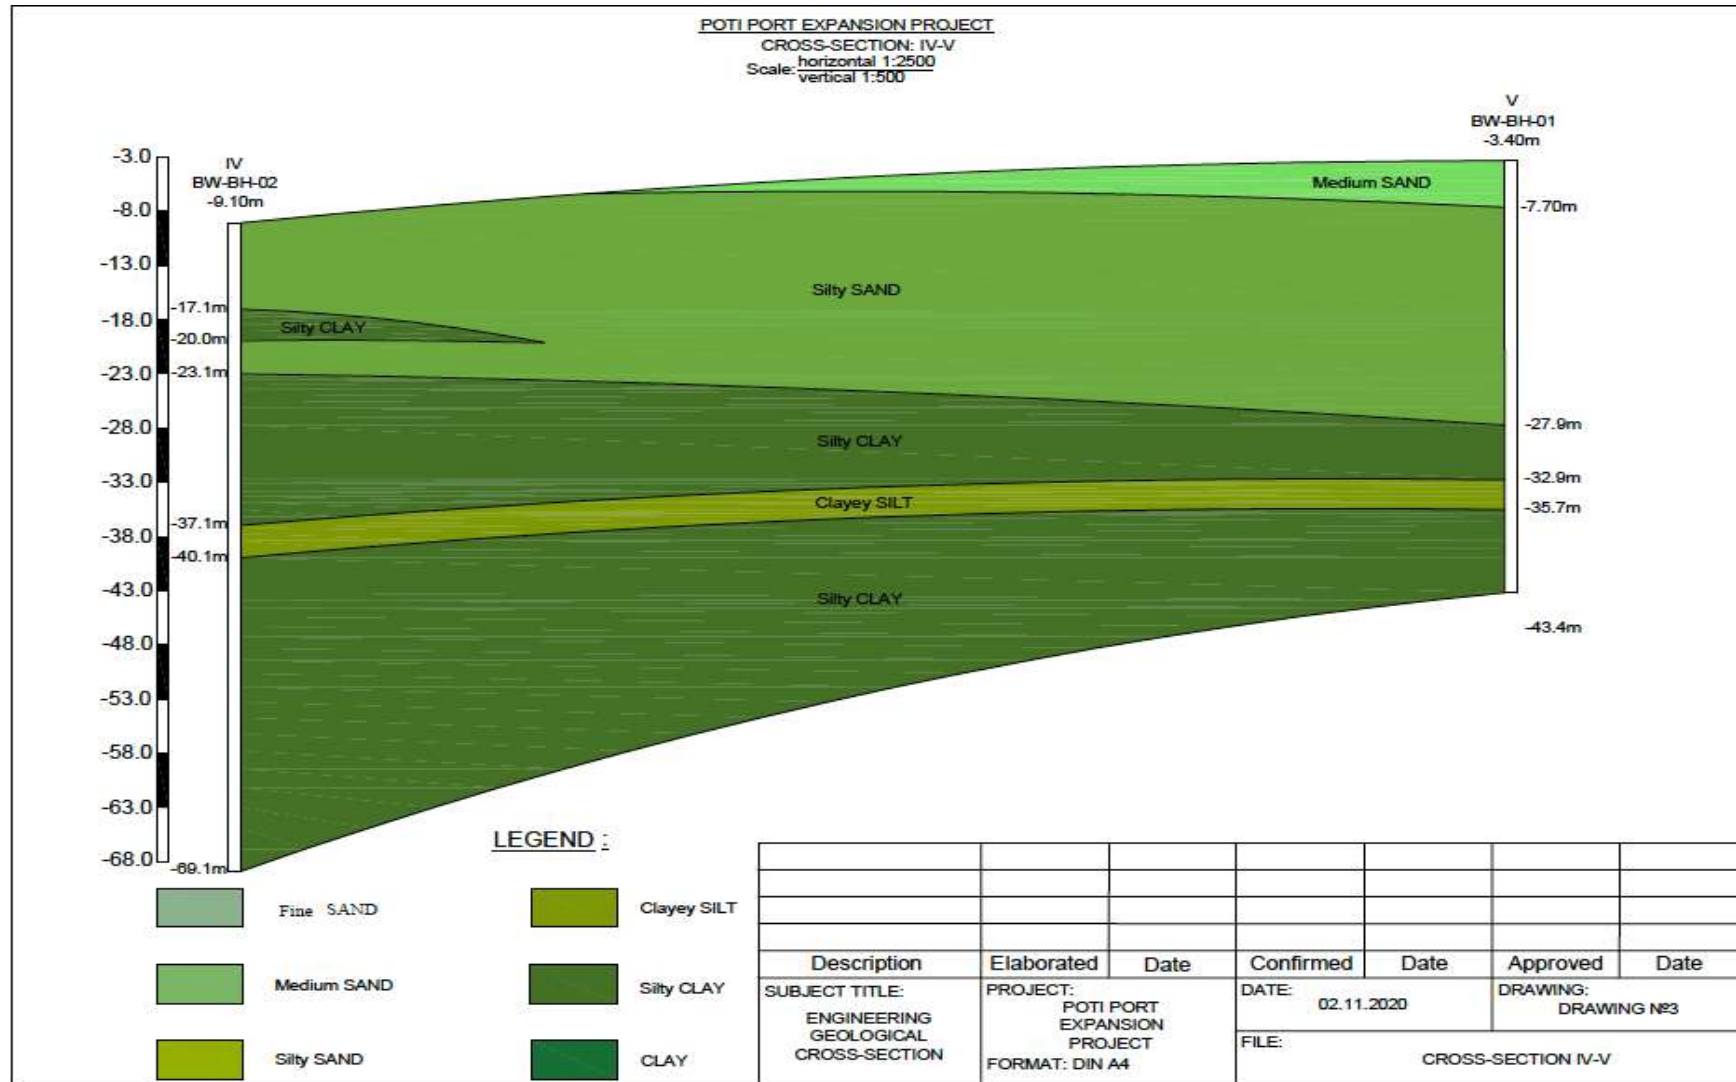 POTI PORT EXPANSION PROJECT
CROSS-SECTION: IV-V
Scale: horizontal 1:2500
vertical 1:500
V
BW-BH-01
-3.40m
IV
BW-BH-02
-9.10m
-3.0
-8.0
-13.0
-18.0
-23.0
-28.0
-33.0
-38.0
-43.0
-48.0
-53.0
-58.0
-63.0
-68.0
-17.1m
-20.0m
-23.1m
-37.1m
-40.1m
-69.1m
Medium SAND
Silty SAND
Silty CLAY
Silty CLAY
Clayey SILT
Silty CLAY
-7.70m
-27.9m
-32.9m
-35.7m
-43.4m
LEGEND :
Fine SAND
Clayey SILT
Medium SAND
Silty CLAY
Silty SAND
CLAY
Description Elaborated Date Confirmed Date Approved Date
SUBJECT TITLE:
ENGINEERING
GEOLOGICAL
CROSS-SECTION
PROJECT:
POTI PORT
EXPANSION
PROJECT
FORMAT: DIN A4
DATE:
02.11.2020
DRAWING:
DRAWING №3
FILE:
CROSS-SECTION IV-V